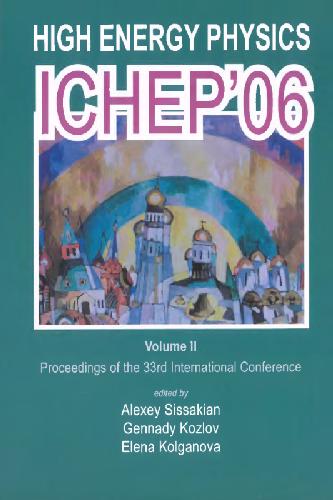 HIGH ENERGY PHYSICS
ICHEP'06
Volume II
Proceedings of the 33rd International Conference
edited by
Alexey Sissakian
Gennady Kozlov
Elena Kolganova